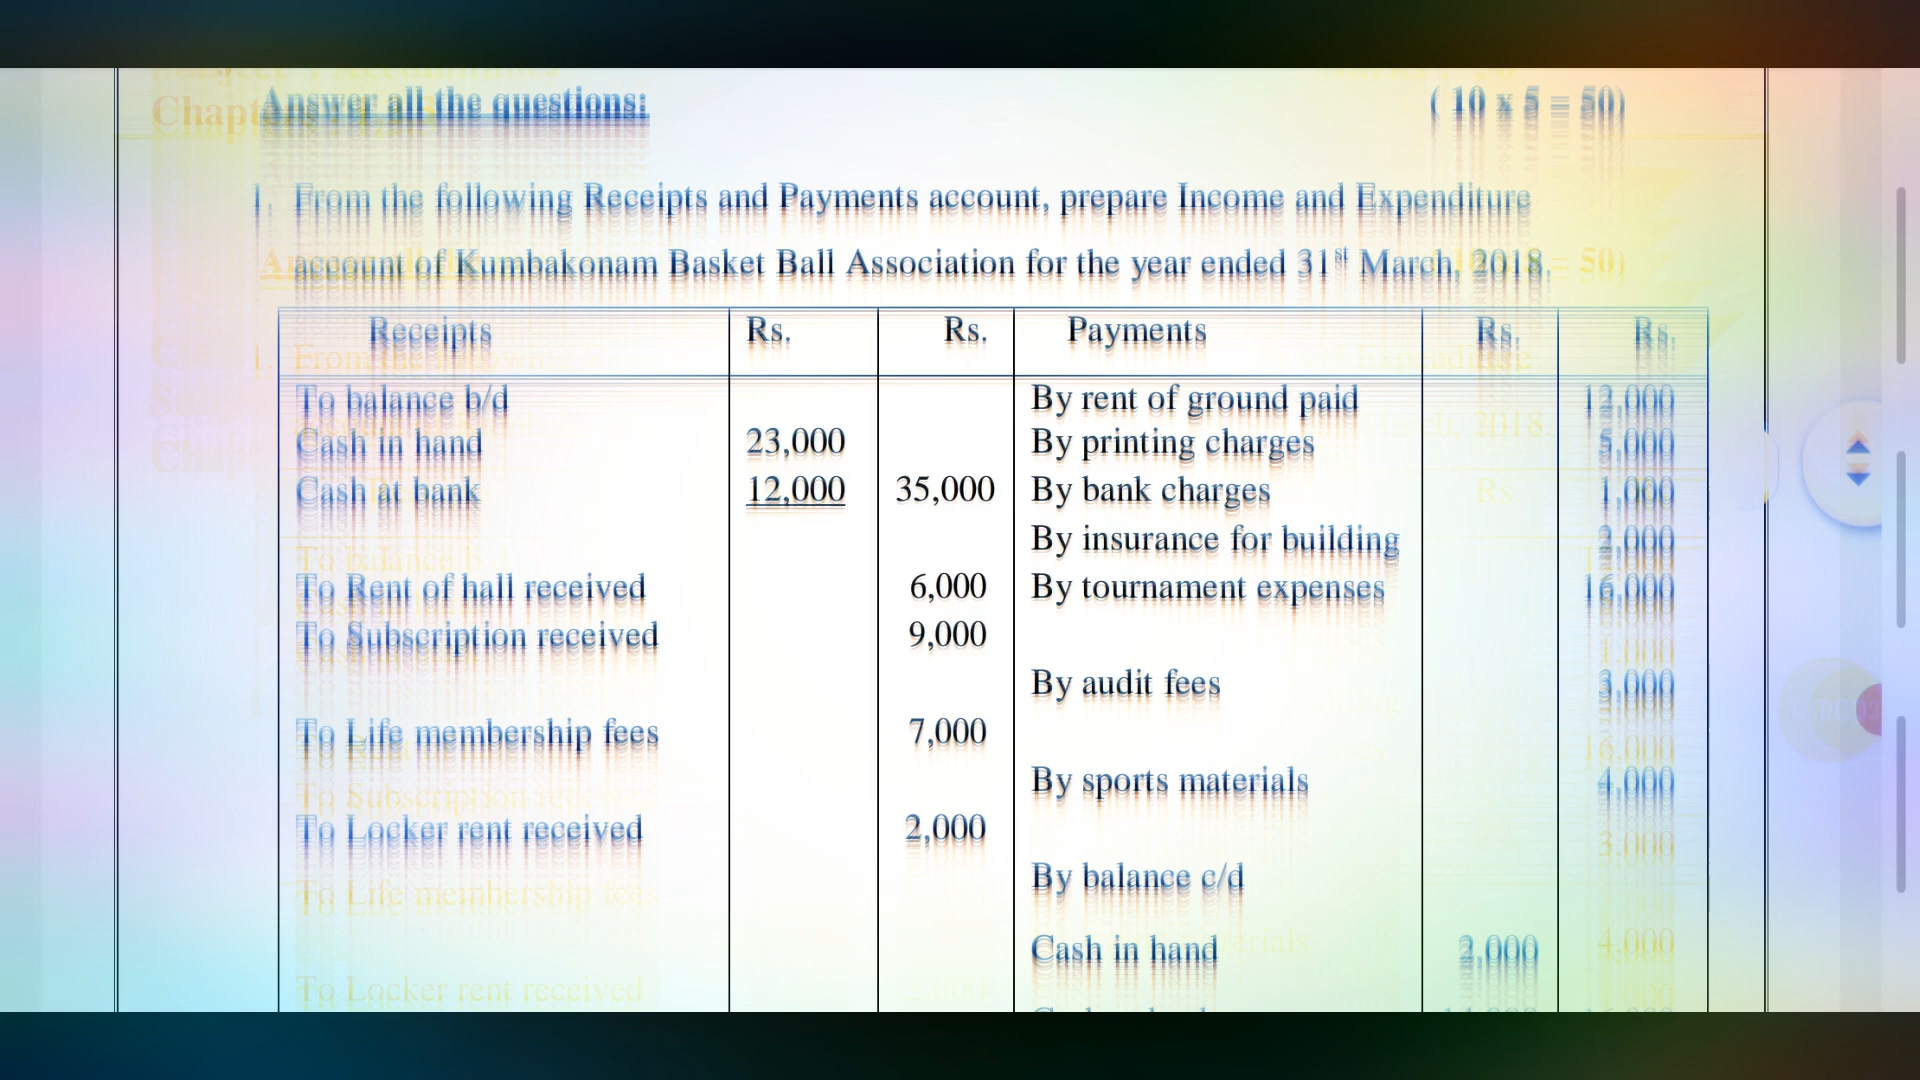 Answer all the questions: ( 10 x 5 = 50)
1. From the following Receipts and Payments account, prepare Income and Expenditure
account of Kumbakonam Basket Ball Association for the year ended 31st March, 2018.
Receipts Rs. Rs. Payments Rs. Rs.
To balance b/d By rent of ground paid 12,000
Cash in hand 23,000 By printing charges 5,000
Cash at bank 12,000 35,000 By bank charges 1,000
By insurance for building 2,000
To Rent of hall received 6,000 By tournament expenses 16,000
To Subscription received 9,000
By audit fees 3,000
To Life membership fees 7,000
By sports materials 4,000
To Locker rent received 2,000
By balance c/d
Cash in hand 2,000